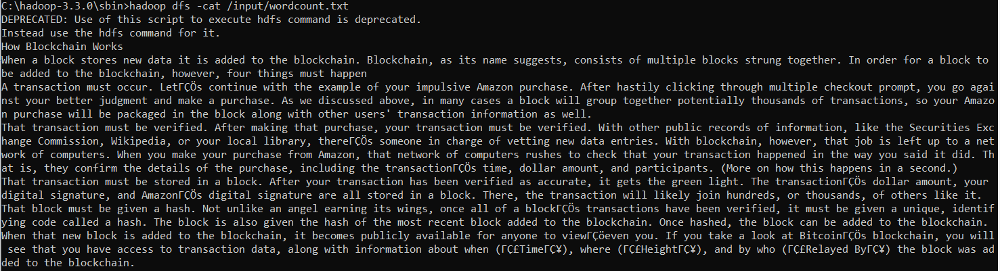 C:\hadoop-3.3.0\sbin>hadoop dfs -cat /input/wordcount.txt
DEPRECATED: Use of this script to execute hdfs command is deprecated.
Instead use the hdfs command for it.
How Blockchain Works
When a block stores new data it is added to the blockchain. Blockchain, as its name suggests, consists of multiple blocks strung together. In order for a block to
be added to the blockchain, however, four things must happen
A transaction must occur. LetΓÇÖs continue with the example of your impulsive Amazon purchase. After hastily clicking through multiple checkout prompt, you go agai
nst your better judgment and make a purchase. As we discussed above, in many cases a block will group together potentially thousands of transactions, so your Amazo
n purchase will be packaged in the block along with other users' transaction information as well.
That transaction must be verified. After making that purchase, your transaction must be verified. With other public records of information, like the Securities Exc
hange Commission, Wikipedia, or your local library, thereΓÇÖs someone in charge of vetting new data entries. With blockchain, however, that job is left up to a net
work of computers. When you make your purchase from Amazon, that network of computers rushes to check that your transaction happened in the way you said it did. Th
at is, they confirm the details of the purchase, including the transactionΓÇÖs time, dollar amount, and participants. (More on how this happens in a second.)
That transaction must be stored in a block. After your transaction has been verified as accurate, it gets the green light. The transactionΓÇÖs dollar amount, your
digital signature, and AmazonΓÇÖs digital signature are all stored in a block. There, the transaction will likely join hundreds, or thousands, of others like it.
That block must be given a hash. Not unlike an angel earning its wings, once all of a blockΓÇÖs transactions have been verified, it must be given a unique, identif
ying code called a hash. The block is also given the hash of the most recent block added to the blockchain. Once hashed, the block can be added to the blockchain.
When that new block is added to the blockchain, it becomes publicly available for anyone to viewΓÇöeven you. If you take a look at BitcoinΓÇÖs blockchain, you will
see that you have access to transaction data, along with information about when (ΓÇ£TimeΓÇ¥), where (ΓÇ£HeightΓÇ¥), and by who (ΓÇ£Relayed ByΓÇ¥) the block was ad
ded to the blockchain.